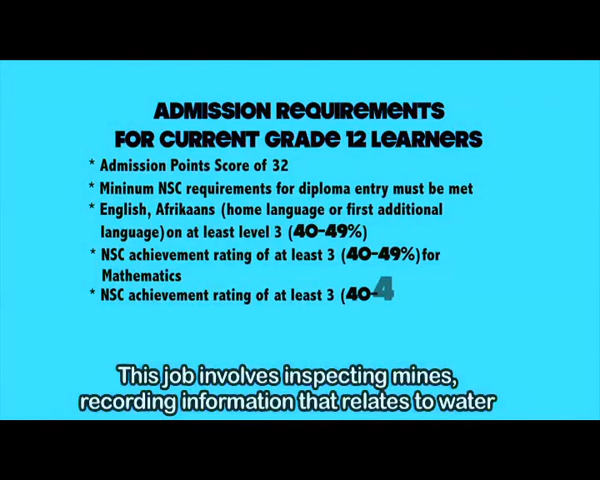 ADMISSION REQUIREMENTS
FOR CURRENT GRADE 12 LEARNERS
* Admission Points Score of 32
* Mininum NSC requirements for diploma entry must be met
* English, Afrikaans (home language or first additional
language) on at least level 3 (40-49%)
* NSC achievement rating of at least 3 (40-49%) for
Mathematics
* NSC achievement rating of at least 3 (40-4
This job involves inspecting mines,
recording information that relates to water